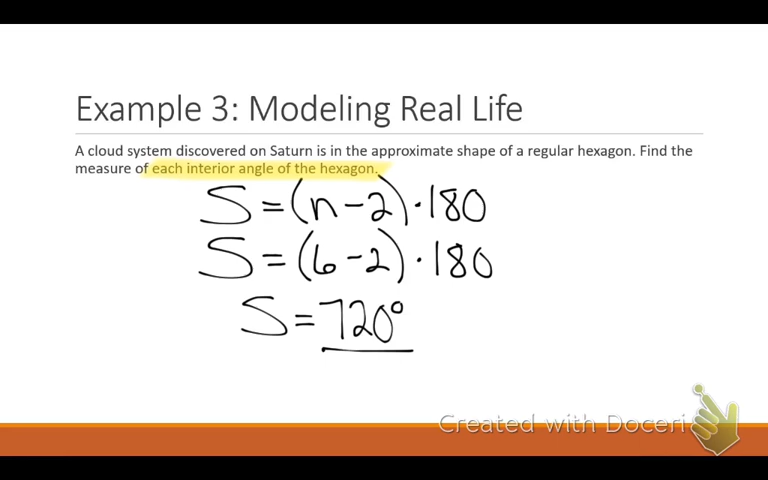 Example 3: Modeling Real Life
A cloud system discovered on Saturn is in the approximate shape of a regular hexagon. Find the
measure of each interior angle of the hexagon.
S = (n - 2) · 180
S = (6 - 2) · 180
S = 720°
Created with Doceri